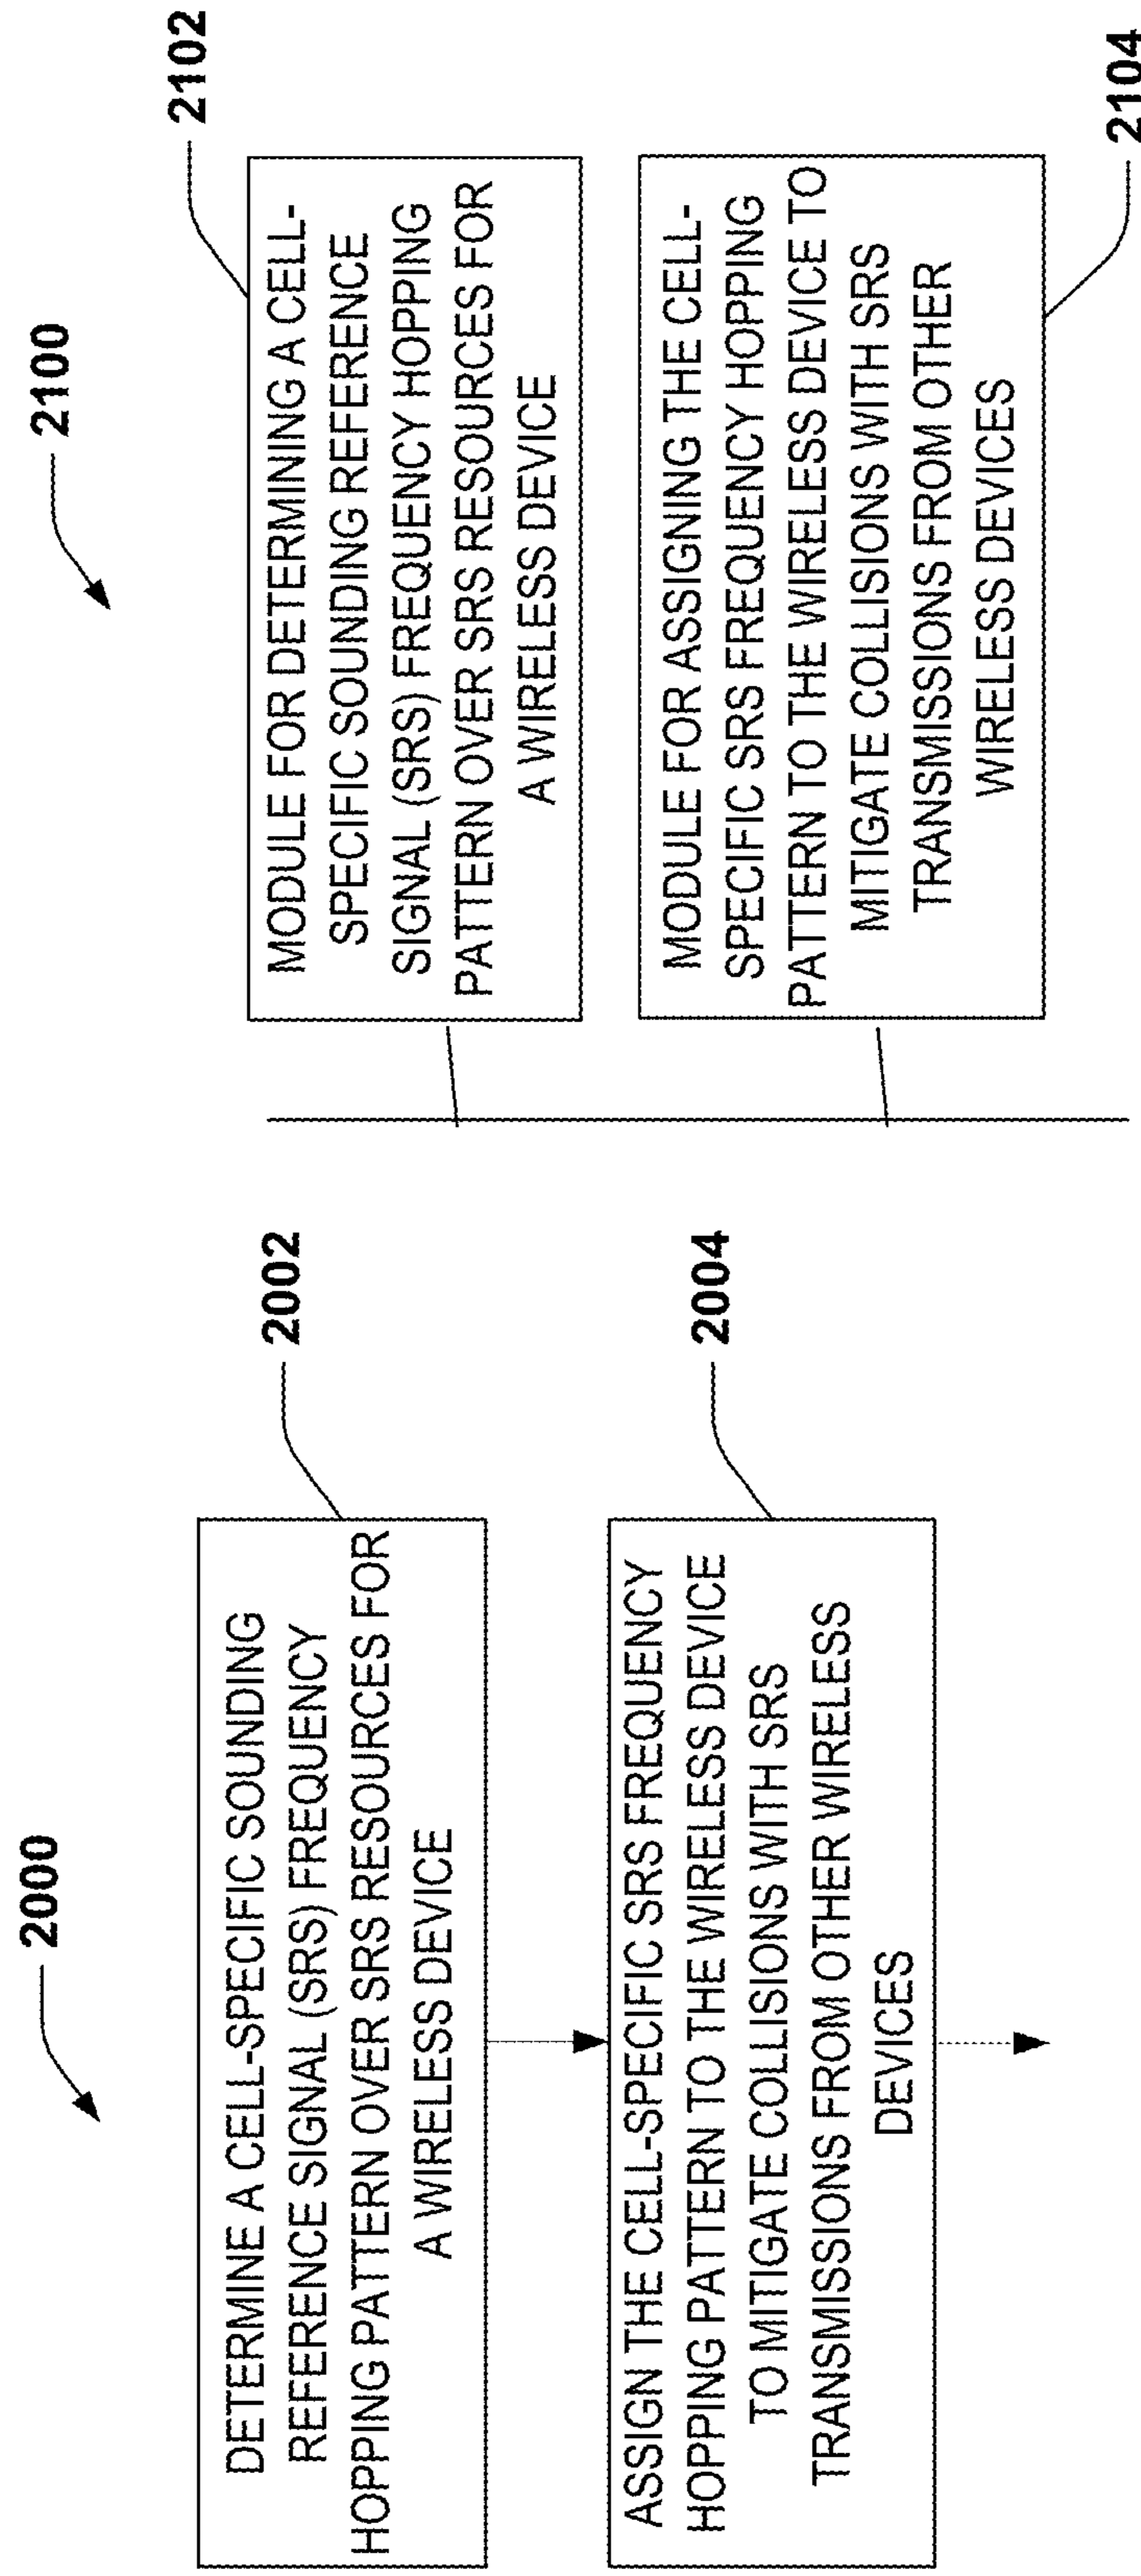 2000
DETERMINE A CELL-SPECIFIC SOUNDING
REFERENCE SIGNAL (SRS) FREQUENCY
HOPPING PATTERN OVER SRS RESOURCES FOR
A WIRELESS DEVICE
2002
ASSIGN THE CELL-SPECIFIC SRS FREQUENCY
HOPPING PATTERN TO THE WIRELESS DEVICE
TO MITIGATE COLLISIONS WITH SRS
TRANSMISSIONS FROM OTHER WIRELESS
DEVICES
2004
2100
MODULE FOR DETERMINING A CELL-
SPECIFIC SOUNDING REFERENCE
SIGNAL (SRS) FREQUENCY HOPPING
PATTERN OVER SRS RESOURCES FOR
A WIRELESS DEVICE
2102
MODULE FOR ASSIGNING THE CELL-
SPECIFIC SRS FREQUENCY HOPPING
PATTERN TO THE WIRELESS DEVICE TO
MITIGATE COLLISIONS WITH SRS
TRANSMISSIONS FROM OTHER
WIRELESS DEVICES
2104